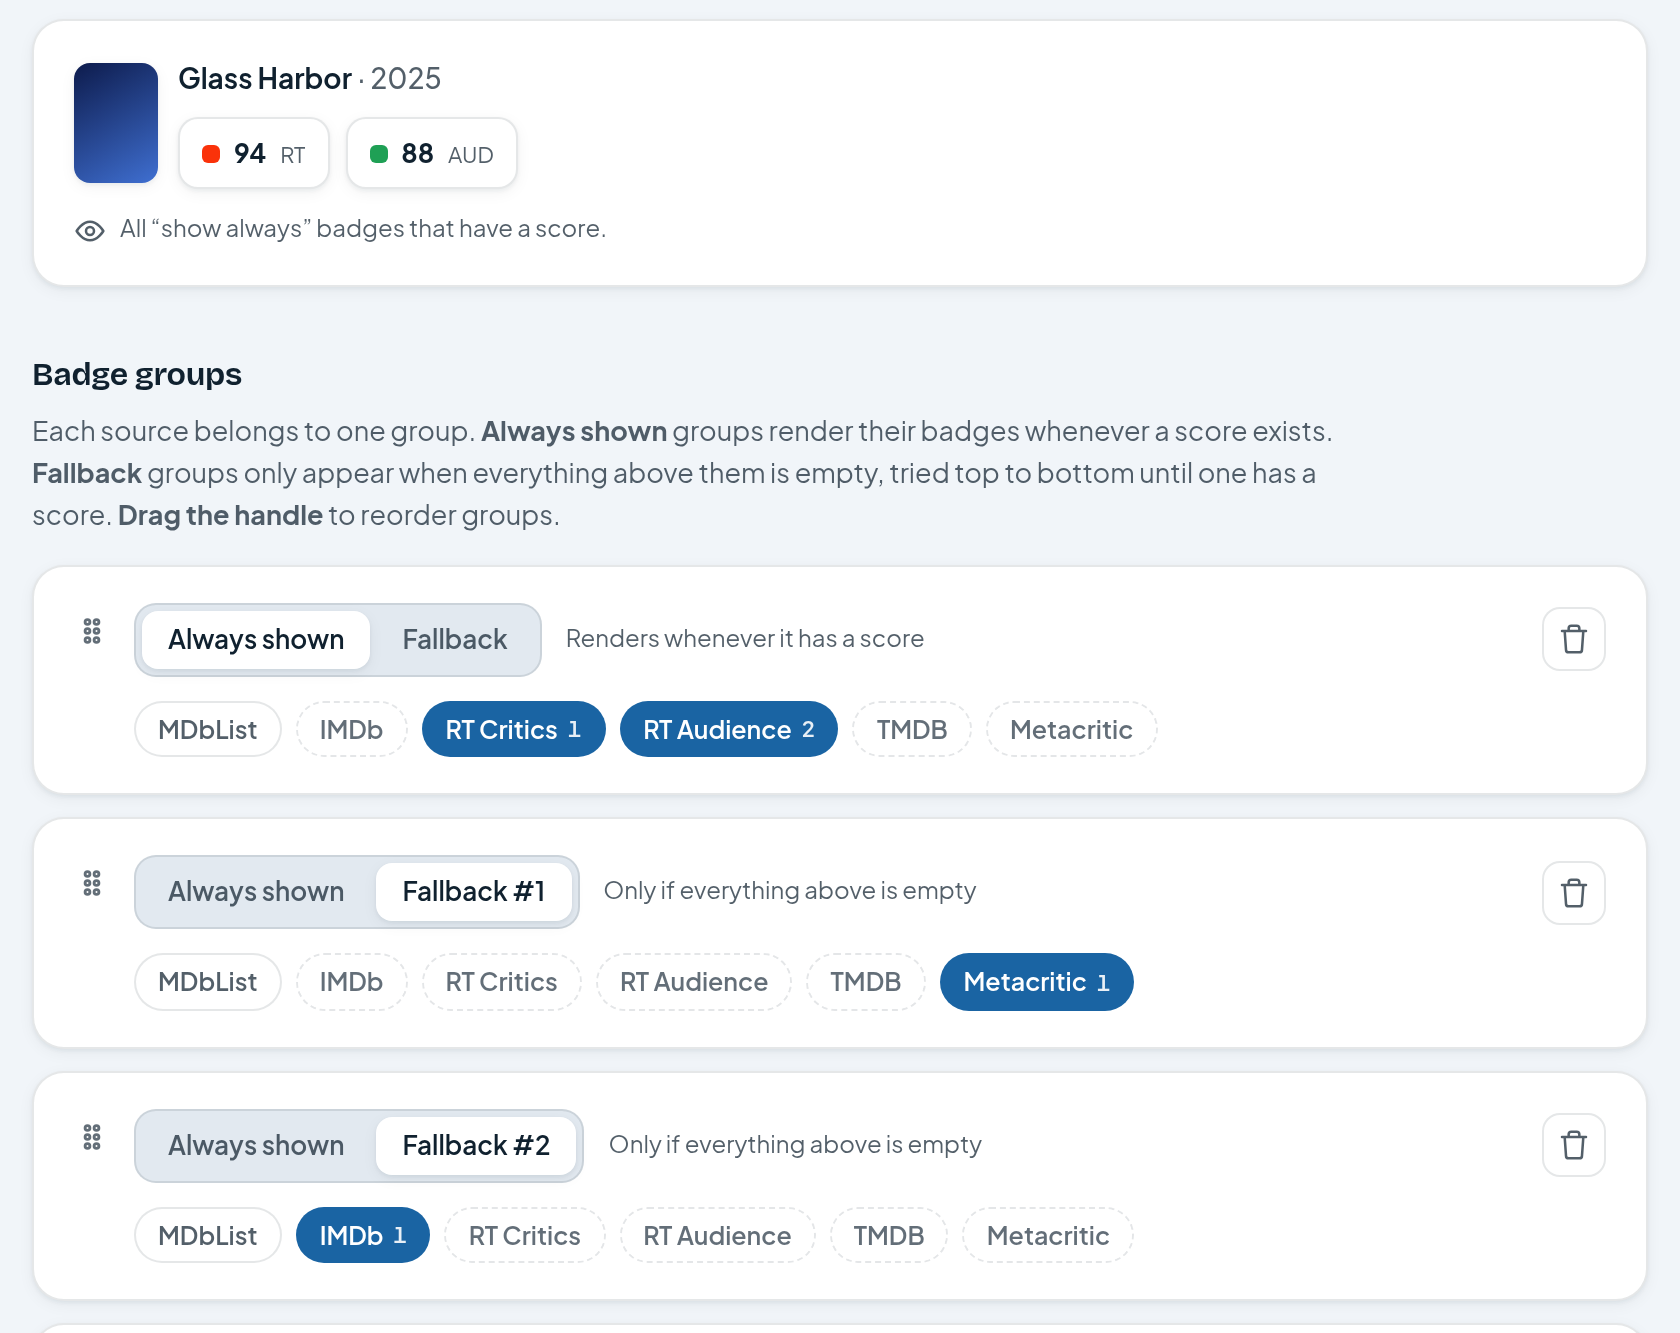 Glass Harbor · 2025
94 RT 88 AUD
All “show always” badges that have a score.
Badge groups
Each source belongs to one group. Always shown groups render their badges whenever a score exists.
Fallback groups only appear when everything above them is empty, tried top to bottom until one has a
score. Drag the handle to reorder groups.
Always shown Fallback Renders whenever it has a score
MDbList IMDb RT Critics 1 RT Audience 2 TMDB Metacritic
Always shown Fallback #1 Only if everything above is empty
MDbList IMDb RT Critics RT Audience TMDB Metacritic 1
Always shown Fallback #2 Only if everything above is empty
MDbList IMDb 1 RT Critics RT Audience TMDB Metacritic